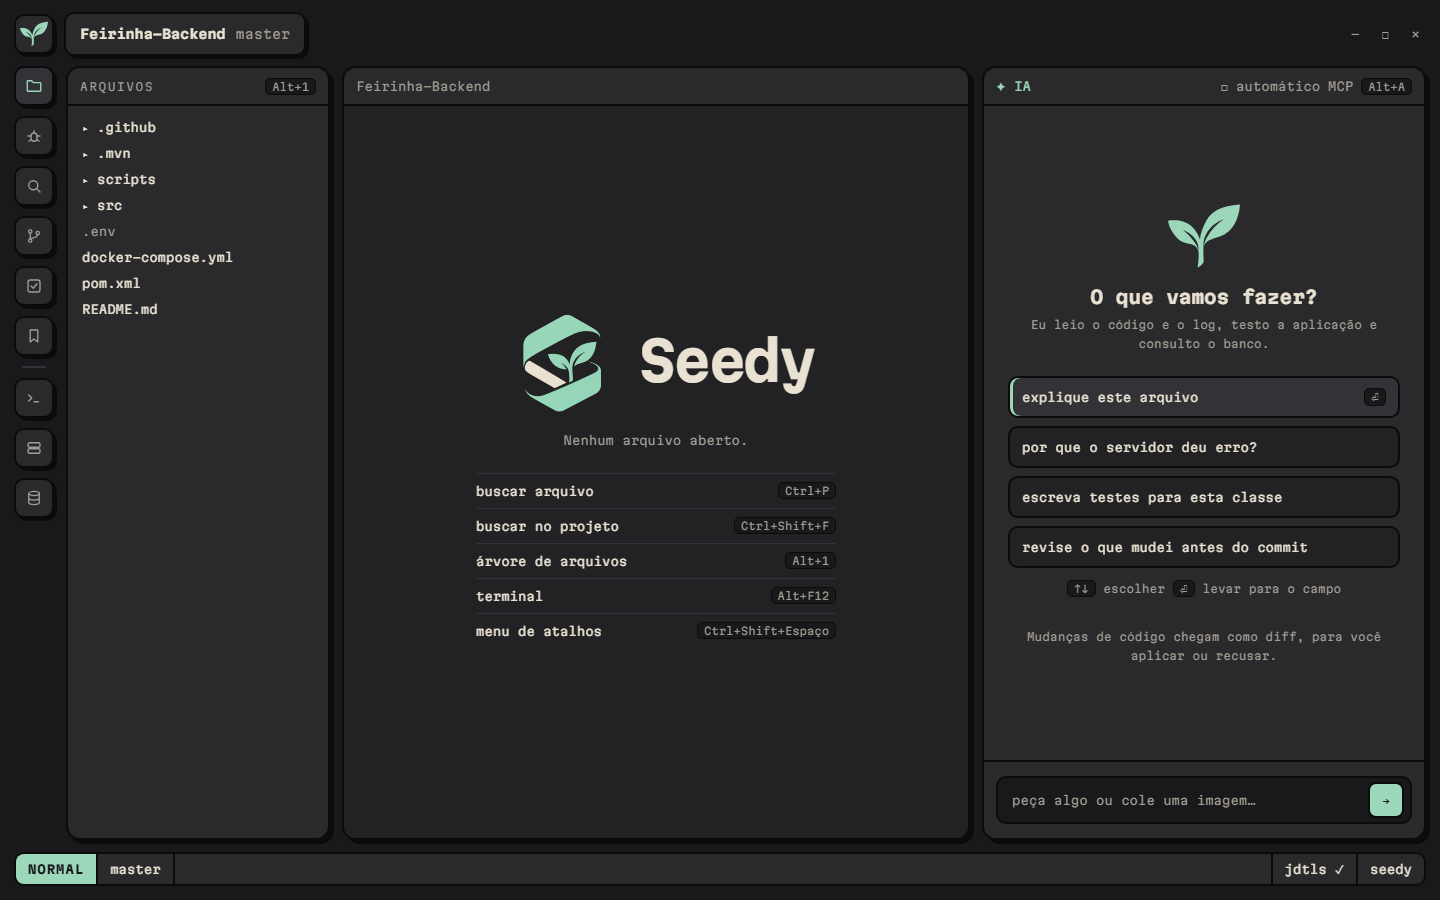 Feirinha-Backend master
ARQUIVOS Alt+1
▸ .github
▸ .mvn
▸ scripts
▸ src
.env
docker-compose.yml
pom.xml
README.md
Feirinha-Backend
Seedy
Nenhum arquivo aberto.
buscar arquivo Ctrl+P
buscar no projeto Ctrl+Shift+F
árvore de arquivos Alt+1
terminal Alt+F12
menu de atalhos Ctrl+Shift+Espaço
✦ IA ◻ automático MCP Alt+A
O que vamos fazer?
Eu leio o código e o log, testo a aplicação e
consulto o banco.
explique este arquivo ⏎
por que o servidor deu erro?
escreva testes para esta classe
revise o que mudei antes do commit
↑↓ escolher ⏎ levar para o campo
Mudanças de código chegam como diff, para você
aplicar ou recusar.
peça algo ou cole uma imagem… →
NORMAL master jdtls ✓ seedy